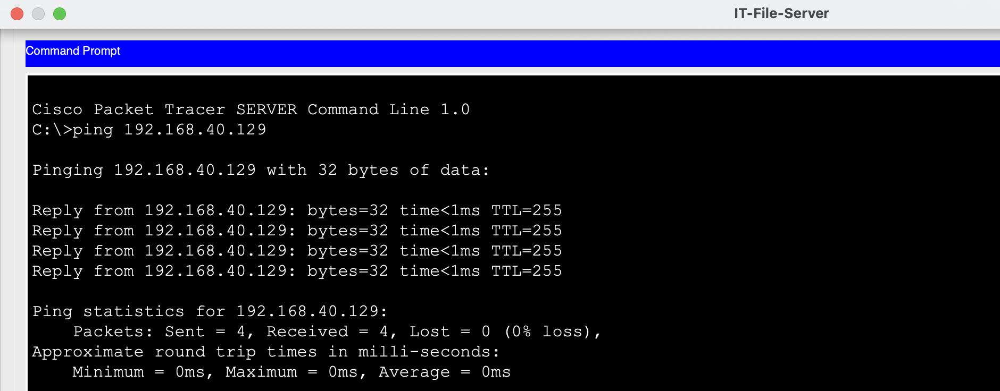 IT-File-Server
Command Prompt
Cisco Packet Tracer SERVER Command Line 1.0
C:\>ping 192.168.40.129
Pinging 192.168.40.129 with 32 bytes of data:
Reply from 192.168.40.129: bytes=32 time<1ms TTL=255
Reply from 192.168.40.129: bytes=32 time<1ms TTL=255
Reply from 192.168.40.129: bytes=32 time<1ms TTL=255
Reply from 192.168.40.129: bytes=32 time<1ms TTL=255
Ping statistics for 192.168.40.129:
    Packets: Sent = 4, Received = 4, Lost = 0 (0% loss),
Approximate round trip times in milli-seconds:
    Minimum = 0ms, Maximum = 0ms, Average = 0ms